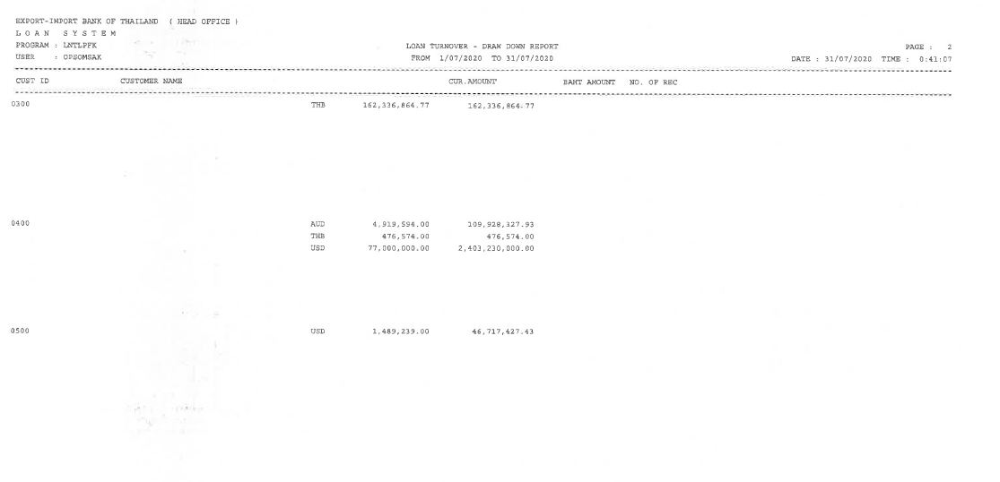 EXPORT-IMPORT BANK OF THAILAND ( HEAD OFFICE )
L O A N S Y S T E M
PROGRAM : LNTLPFK LOAN TURNOVER - DRAW DOWN REPORT PAGE : 2
USER : OPSOMSAK FROM 1/07/2020 TO 31/07/2020 DATE : 31/07/2020 TIME : 0:41:07
CUST ID CUSTOMER NAME CUR.AMOUNT BAHT AMOUNT NO. OF REC
0300 THB 162,336,864.77 162,336,864.77
0400 AUD 4,919,594.00 109,928,327.93
THB 476,574.00 476,574.00
USD 77,000,000.00 2,403,230,000.00
0500 USD 1,489,239.00 46,717,427.43